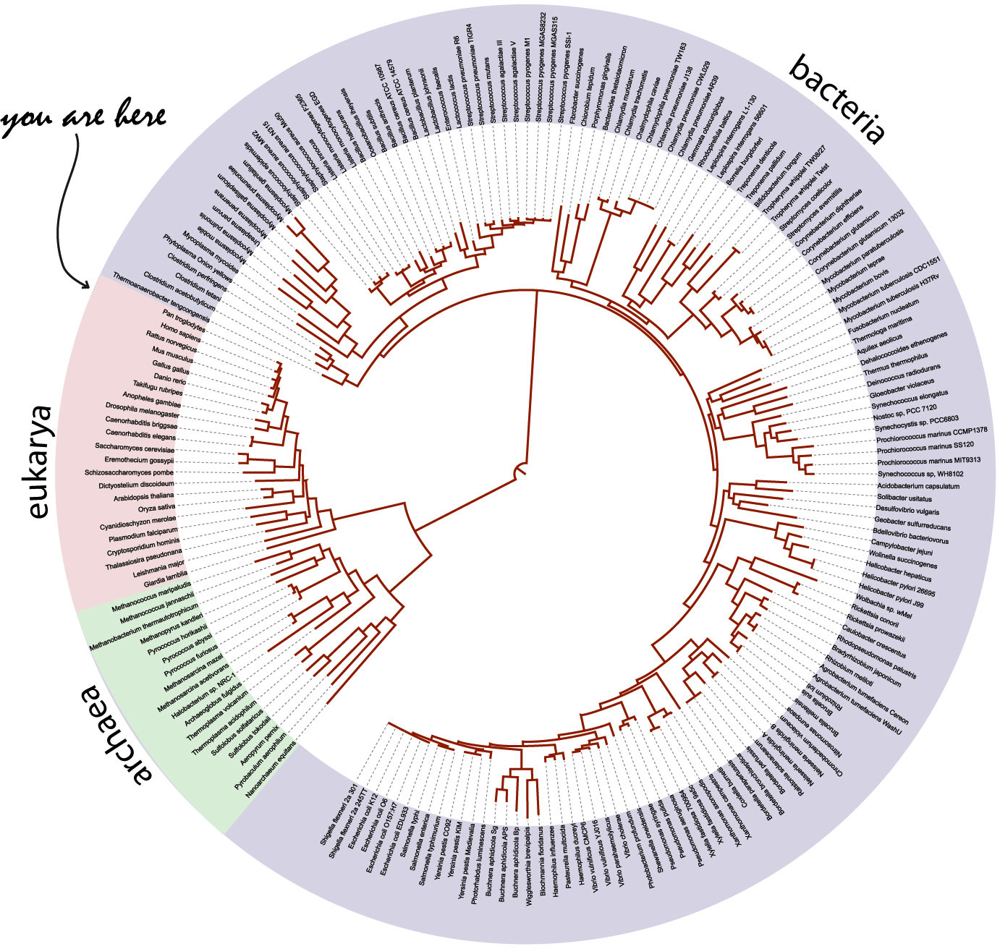 bacteria
you are here
eukarya
archaea
Thermoanaerobacter tengcongensis
Clostridium acetobutylicum
Clostridium tetani
Clostridium perfringens
Phytoplasma Onion yellows
Mycoplasma mycoides
Mycoplasma mobile
Mycoplasma pulmonis
Ureaplasma parvum
Mycoplasma penetrans
Mycoplasma gallisepticum
Mycoplasma pneumoniae
Mycoplasma genitalium
Staphylococcus epidermidis
Staphylococcus aureus MW2
Staphylococcus aureus N315
Staphylococcus aureus Mu50
Listeria innocua
Listeria monocytogenes F2365
Listeria monocytogenes EGD
Bacillus halodurans
Oceanobacillus iheyensis
Bacillus subtilis
Bacillus anthracis
Bacillus cereus ATCC 10987
Bacillus cereus ATCC 14579
Lactobacillus plantarum
Lactobacillus johnsonii
Enterococcus faecalis
Lactococcus lactis
Streptococcus pneumoniae R6
Streptococcus pneumoniae TIGR4
Streptococcus mutans
Streptococcus agalactiae III
Streptococcus agalactiae V
Streptococcus pyogenes M1
Streptococcus pyogenes MGAS8232
Streptococcus pyogenes MGAS315
Streptococcus pyogenes SSI-1
Fibrobacter succinogenes
Chlorobium tepidum
Porphyromonas gingivalis
Bacteroides thetaiotaomicron
Chlamydia muridarum
Chlamydia trachomatis
Chlamydophila caviae
Chlamydophila pneumoniae TW183
Chlamydia pneumoniae J138
Chlamydia pneumoniae CWL029
Chlamydia pneumoniae AR39
Gemmata obscuriglobus
Rhodopirellula baltica
Leptospira interrogans L1-130
Leptospira interrogans 56601
Borrelia burgdorferi
Treponema denticola
Treponema pallidum
Bifidobacterium longum
Tropheryma whipplei TW08/27
Tropheryma whipplei Twist
Streptomyces coelicolor
Streptomyces avermitilis
Corynebacterium diphtheriae
Corynebacterium efficiens
Corynebacterium glutamicum
Corynebacterium glutamicum 13032
Mycobacterium paratuberculosis
Mycobacterium leprae
Mycobacterium bovis
Mycobacterium tuberculosis CDC1551
Mycobacterium tuberculosis H37Rv
Fusobacterium nucleatum
Thermotoga maritima
Aquifex aeolicus
Dehalococcoides ethenogenes
Thermus thermophilus
Deinococcus radiodurans
Gloeobacter violaceus
Synechococcus elongatus
Nostoc sp, PCC 7120
Synechocystis sp. PCC6803
Prochlorococcus marinus CCMP1378
Prochlorococcus marinus SS120
Prochlorococcus marinus MIT9313
Synechococcus sp, WH8102
Acidobacterium capsulatum
Solibacter usitatus
Desulfovibrio vulgaris
Geobacter sulfurreducans
Bdellovibrio bacteriovorus
Campylobacter jejuni
Wolinella succinogenes
Helicobacter hepaticus
Helicobacter pylori 26695
Helicobacter pylori J99
Wolbachia sp. wMel
Rickettsia conorii
Rickettsia prowazekii
Caulobacter crescentus
Rhodopseudomonas palustris
Bradyrhizobium japonicum
Rhizobium meliloti
Agrobacterium tumefaciens Cereon
Agrobacterium tumefaciens WashU
Rhizobium loti
Brucella suis
Brucella melitensis
Nitrosomonas europaea
Chromobacterium violaceum
Neisseria meningiridis B
Neisseria meningiridis A
Ralstonia solanacearum
Bordetella pertussis
Bordetella bronchiseptica
Bordetella parapertussis
Coxiella burnetii
Xanthomonas campestris
Xanthomonas axonopodis
Xylella fastidiosa 9a5c
Xylella fastidiosa 700964
Pseudomonas aeruginosa
Pseudomonas putida
Pseudomonas syringae
Shewanella oneidensis
Photobacterium profundum
Vibrio cholerae
Vibrio parahaemolyticus
Vibrio vulnificus YJ016
Vibrio vulnificus CMCP6
Haemophilus ducreyi
Pasteurella multocida
Haemophilus influenzee
Blochmannia floridanus
Wigglesworthia brevipalpis
Buchnera aphidicola Bp
Buchnera aphidicola APS
Buchnera aphidicola Sg
Photorhabdus luminescens
Yersinia pestis Medievalia
Yersinia pestis KIM
Yersinia pestis CO92
Salmonella typhimurium
Salmonella enterica
Salmonella typhi
Escherichia coli EDL933
Escherichia coli O157:H7
Escherichia coli O6
Escherichia coli K12
Shigella flexneri 2a 245TT
Shigella flexneri 2a 301
Pan troglodytes
Homo sapiens
Rattus norvegicus
Mus musculus
Gallus gallus
Danio rerio
Takifugu rubripes
Anopheles gambiae
Drosophila melanogaster
Caenorhabditis briggsae
Caenorhabditis elegans
Saccharomyces cerevisiae
Eremothecium gossypii
Schizosaccharomyces pombe
Dictyostelium discoideum
Arabidopsis thaliana
Oryza sativa
Cyanidioschyzon merolae
Plasmodium falciparum
Cryptosporidium hominis
Thalassiosira pseudonana
Leishmania major
Giardia lamblia
Methanococcus maripaludis
Methanococcus jannaschii
Methanobacterium thermautotrophicum
Methanopyrus kandleri
Pyrococcus horikashii
Pyrococcus abyssi
Pyrococcus furiosus
Methanosarcina mazei
Methanosarcina acetivorans
Halobacterium sp. NRC-1
Archaeoglobus fulgidus
Thermoplasma volcanium
Thermoplasma acidophilum
Sulfolobus solfataricus
Sulfolobus tokodaii
Aeropyrum pernix
Pyrobaculum aerophilum
Nanoarchaeum equitans